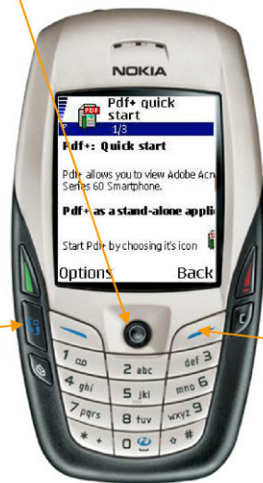 NOKIA
PDF
Pdf+ quick
start
1/3
Pdf+: Quick start
Pdf+ allows you to view Adobe Acr
Series 60 Smartphone.
Pdf+ as a stand-alone appli
Start Pdf+ by choosing it's icon
Options Back
1 2 abc def 3
4 ghi 5 jkl mno 6
7 pqrs 8 tuv wxyz 9
* + 0 #